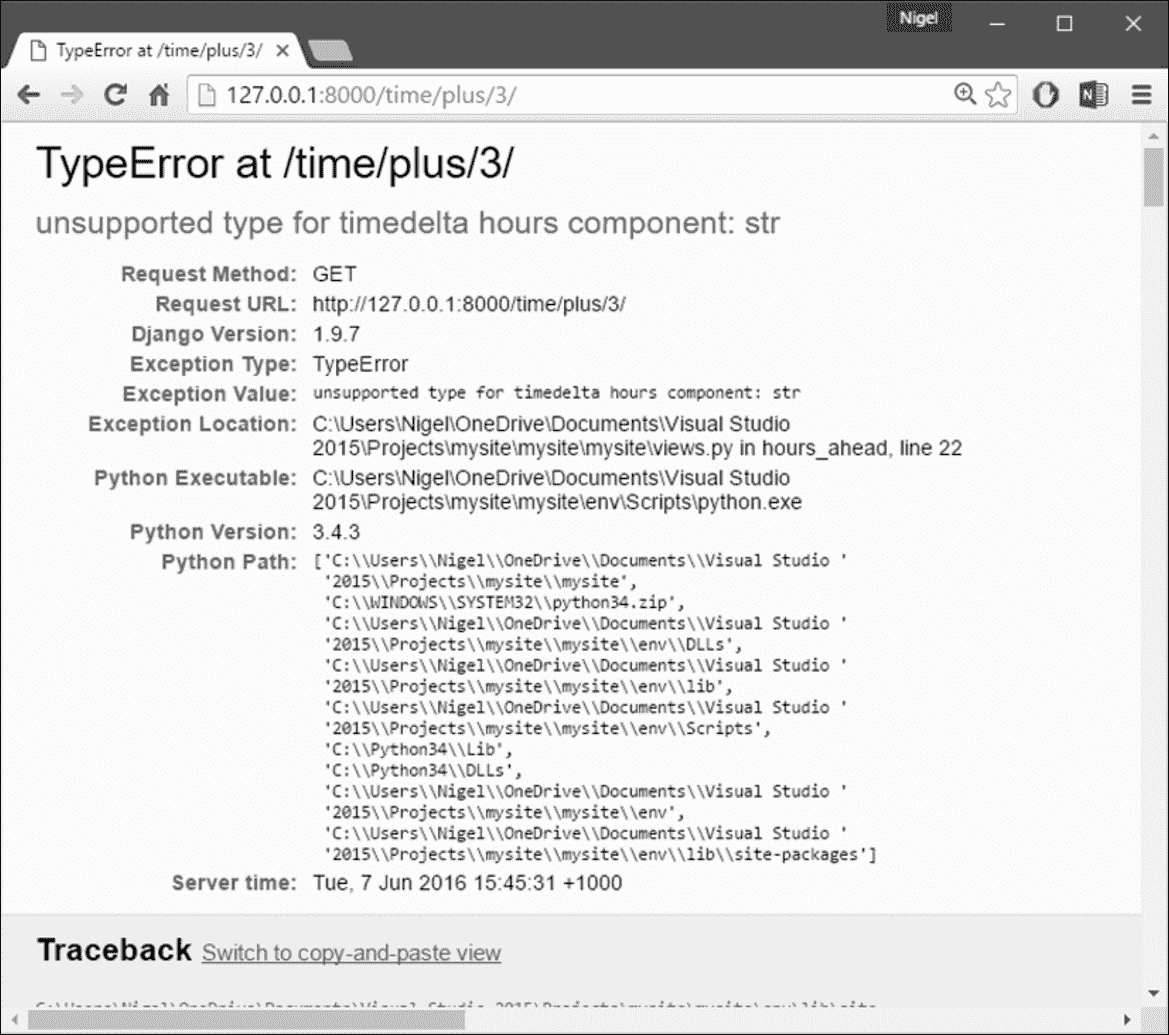 Nigel
TypeError at /time/plus/3/
127.0.0.1:8000/time/plus/3/
TypeError at /time/plus/3/
unsupported type for timedelta hours component: str
Request Method: GET
Request URL: http://127.0.0.1:8000/time/plus/3/
Django Version: 1.9.7
Exception Type: TypeError
Exception Value: unsupported type for timedelta hours component: str
Exception Location: C:\Users\Nigel\OneDrive\Documents\Visual Studio
2015\Projects\mysite\mysite\mysite\views.py in hours_ahead, line 22
Python Executable: C:\Users\Nigel\OneDrive\Documents\Visual Studio
2015\Projects\mysite\mysite\env\Scripts\python.exe
Python Version: 3.4.3
Python Path: ['C:\\Users\\Nigel\\OneDrive\\Documents\\Visual Studio '
'2015\\Projects\\mysite\\mysite',
'C:\\WINDOWS\\SYSTEM32\\python34.zip',
'C:\\Users\\Nigel\\OneDrive\\Documents\\Visual Studio '
'2015\\Projects\\mysite\\mysite\\env\\DLLs',
'C:\\Users\\Nigel\\OneDrive\\Documents\\Visual Studio '
'2015\\Projects\\mysite\\mysite\\env\\lib',
'C:\\Users\\Nigel\\OneDrive\\Documents\\Visual Studio '
'2015\\Projects\\mysite\\mysite\\env\\Scripts',
'C:\\Python34\\Lib',
'C:\\Python34\\DLLs',
'C:\\Users\\Nigel\\OneDrive\\Documents\\Visual Studio '
'2015\\Projects\\mysite\\mysite\\env',
'C:\\Users\\Nigel\\OneDrive\\Documents\\Visual Studio '
'2015\\Projects\\mysite\\mysite\\env\\lib\\site-packages']
Server time: Tue, 7 Jun 2016 15:45:31 +1000
Traceback Switch to copy-and-paste view